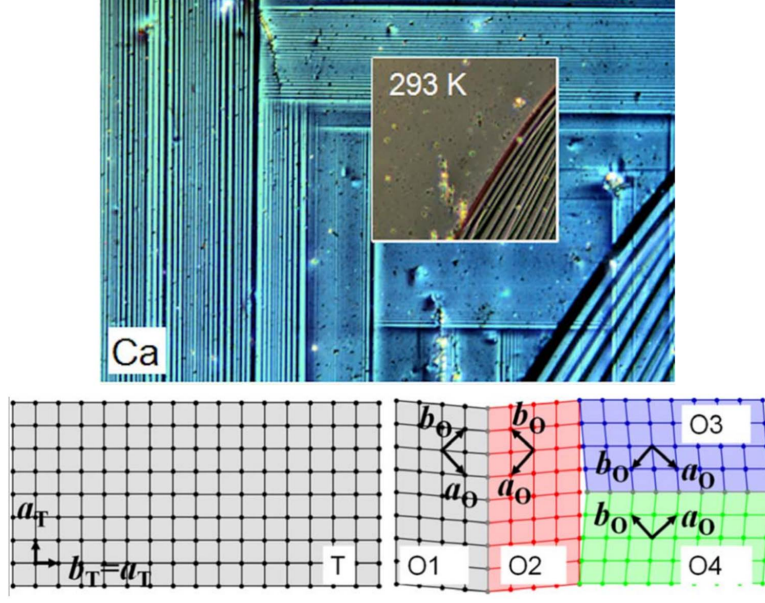 293 K
Ca
a_T
b_T=a_T
T
b_O
a_O
O1
b_O
a_O
O2
b_O
a_O
O3
b_O
a_O
O4